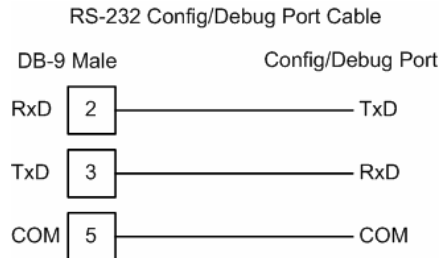 RS-232 Config/Debug Port Cable
DB-9 Male Config/Debug Port
RxD 2 TxD
TxD 3 RxD
COM 5 COM